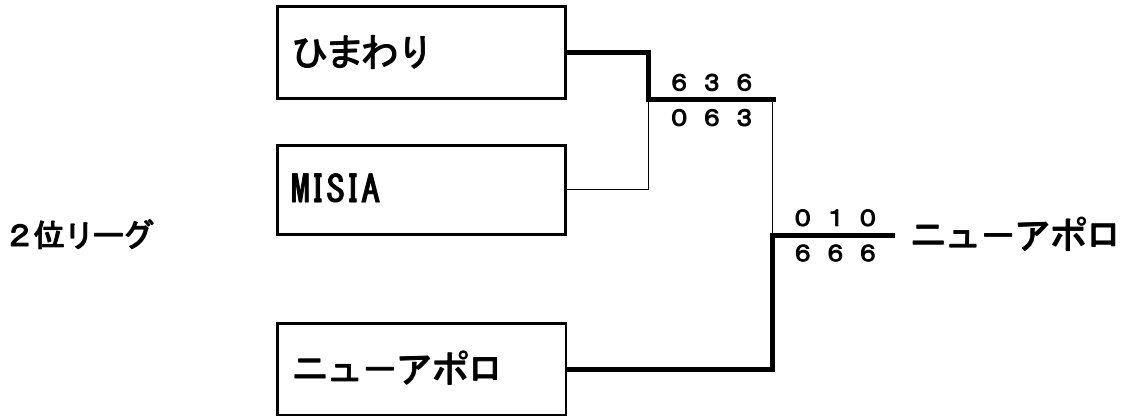 ひまわり
６ ３ ６
０ ６ ３
MISIA
２位リーグ
０ １ ０
６ ６ ６
ニューアポロ
ニューアポロ